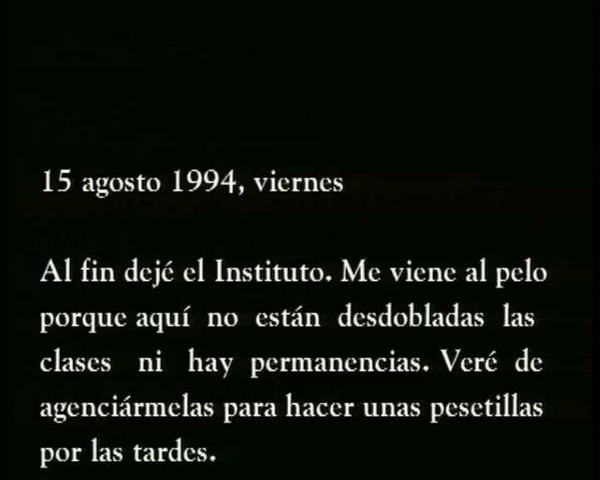 15 agosto 1994, viernes
Al fin dejé el Instituto. Me viene al pelo
porque aquí no están desdobladas las
clases ni hay permanencias. Veré de
agenciármelas para hacer unas pesetillas
por las tardes.